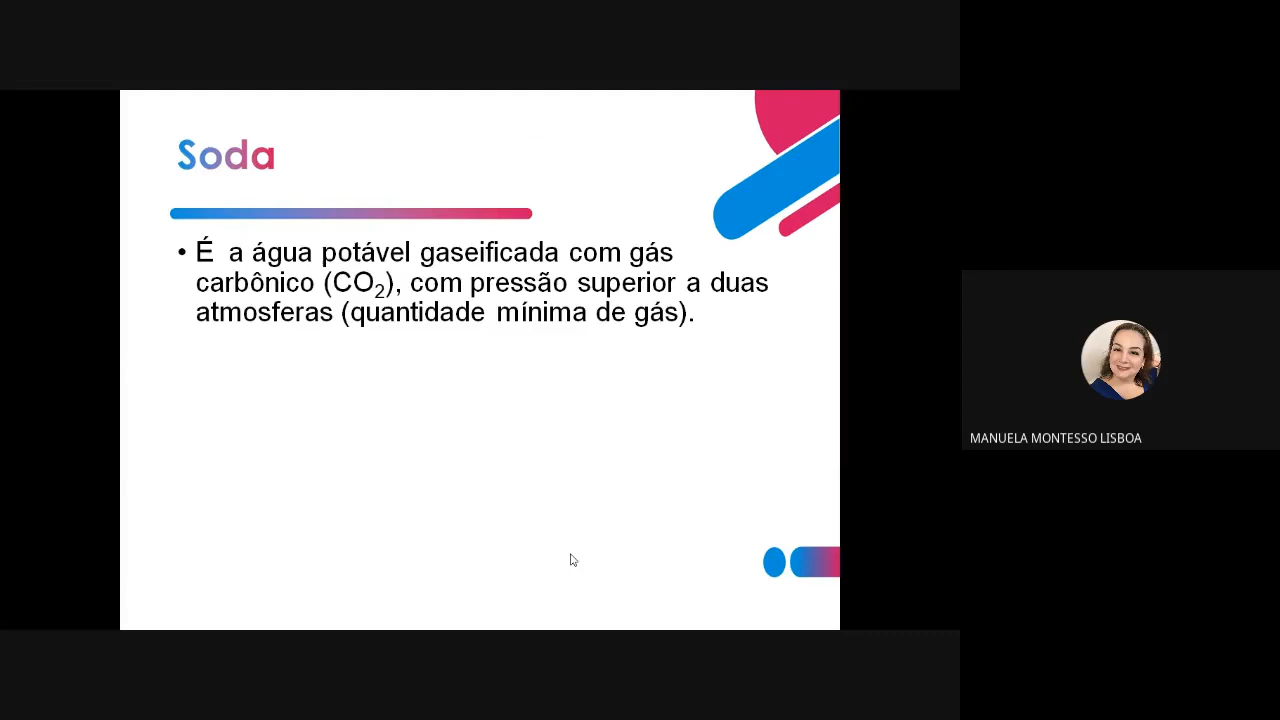 Soda
• É a água potável gaseificada com gás
carbônico (CO₂), com pressão superior a duas
atmosferas (quantidade mínima de gás).
MANUELA MONTESSO LISBOA